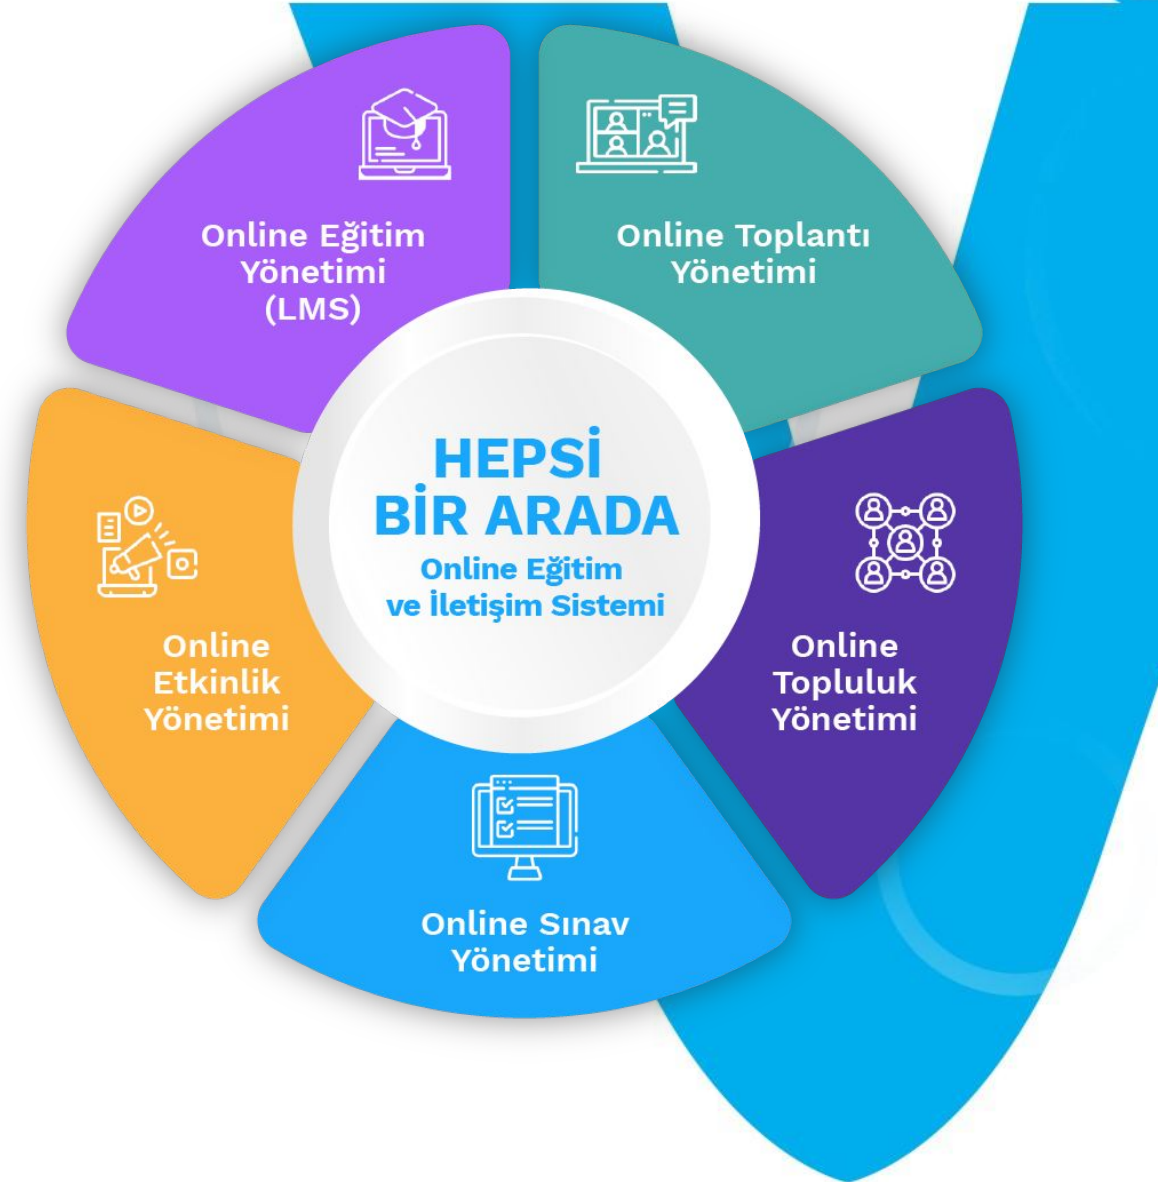 Online Eğitim
Yönetimi
(LMS)
Online Toplantı
Yönetimi
HEPSİ
BİR ARADA
Online Eğitim
ve İletişim Sistemi
Online
Etkinlik
Yönetimi
Online
Topluluk
Yönetimi
Online Sınav
Yönetimi